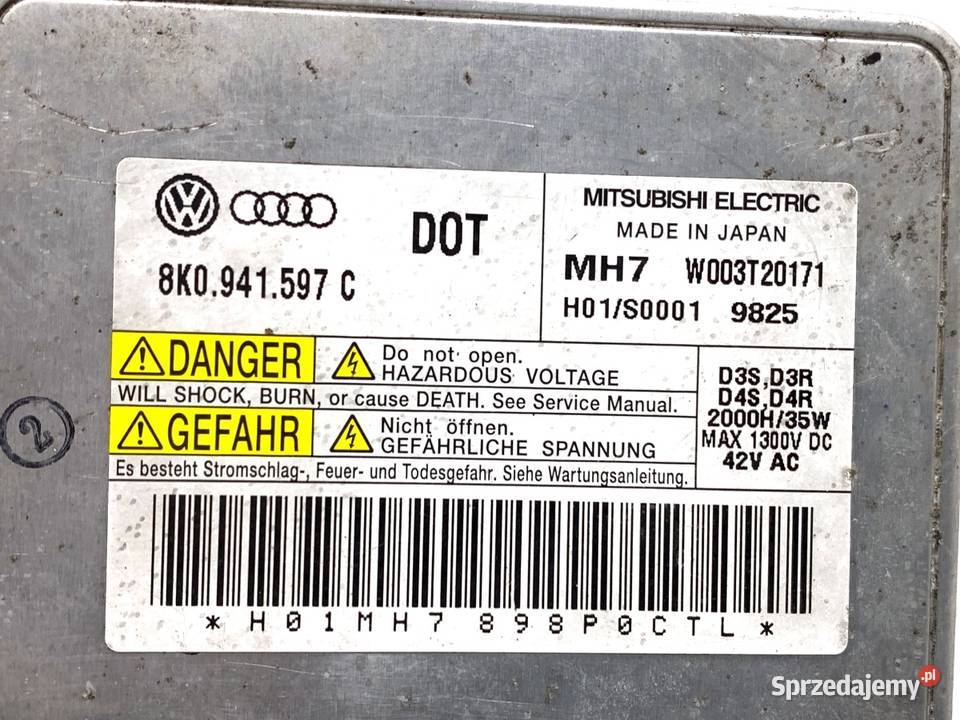 DOT
8K0.941.597 C
MITSUBISHI ELECTRIC
MADE IN JAPAN
MH7 W003T20171
H01/S0001 9825
DANGER
Do not open.
HAZARDOUS VOLTAGE
WILL SHOCK, BURN, or cause DEATH. See Service Manual.
GEFAHR
Nicht öffnen.
GEFÄHRLICHE SPANNUNG
Es besteht Stromschlag-, Feuer- und Todesgefahr. Siehe Wartungsanleitung.
D3S,D3R
D4S,D4R
2000H/35W
MAX 1300V DC
42V AC
*H01MH7898P0CTL*
2
Sprzedajemy.pl